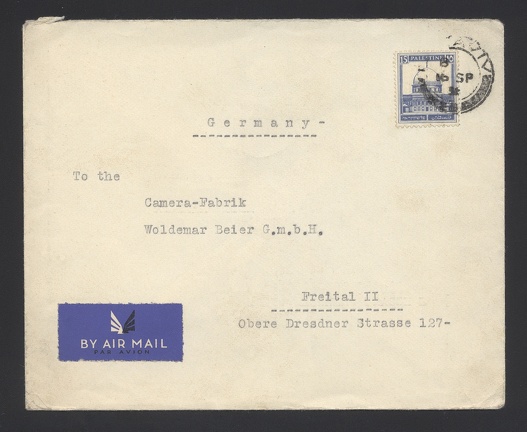 PALESTINE
SP
Germany-
To the
Camera-Fabrik
Woldemar Beier G.m.b.H.
Freital II
Obere Dresdner Strasse 127-
BY AIR MAIL
PAR AVION